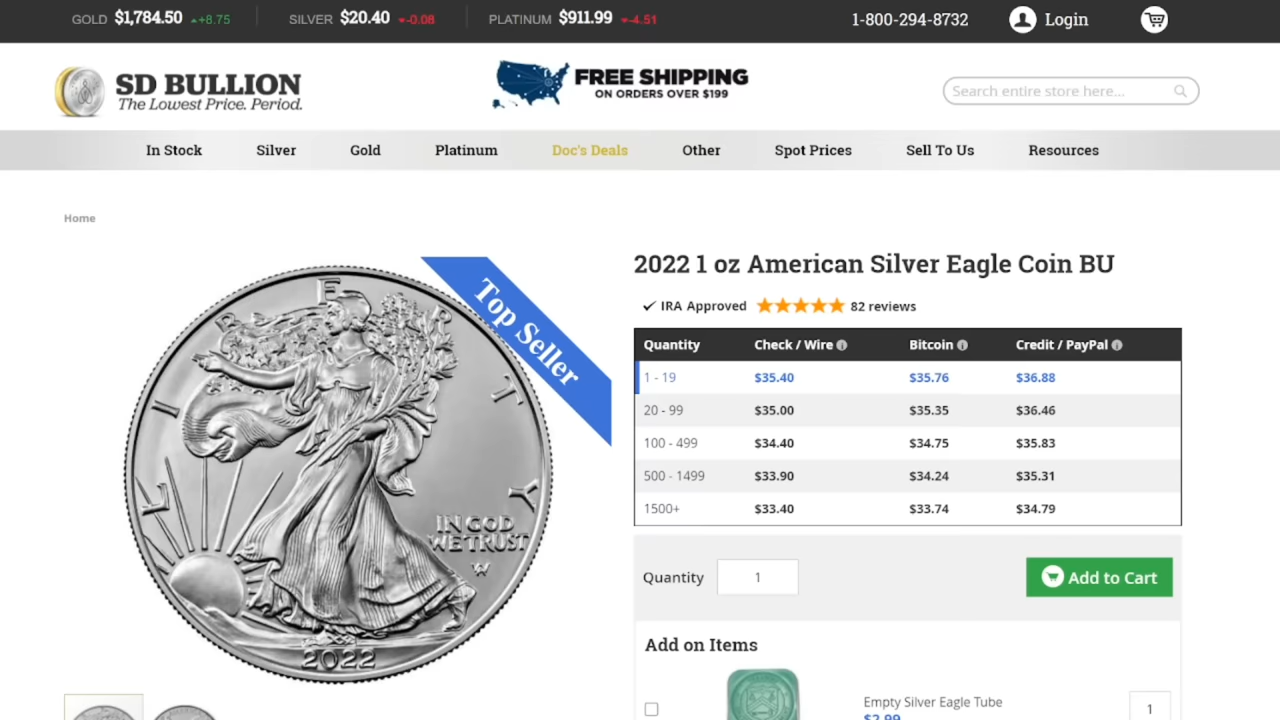 GOLD $1,784.50 +8.75 SILVER $20.40 -0.08 PLATINUM $911.99 -4.51 1-800-294-8732 Login
SD BULLION
The Lowest Price. Period.
FREE SHIPPING
ON ORDERS OVER $199
Search entire store here...
In Stock Silver Gold Platinum Doc's Deals Other Spot Prices Sell To Us Resources
Home
Top Seller
LIBERTY
IN GOD
WE TRUST
W
2022
2022 1 oz American Silver Eagle Coin BU
IRA Approved 82 reviews
Quantity Check / Wire Bitcoin Credit / PayPal
1 - 19 $35.40 $35.76 $36.88
20 - 99 $35.00 $35.35 $36.46
100 - 499 $34.40 $34.75 $35.83
500 - 1499 $33.90 $34.24 $35.31
1500+ $33.40 $33.74 $34.79
Quantity 1 Add to Cart
Add on Items
Empty Silver Eagle Tube 1
$2.99